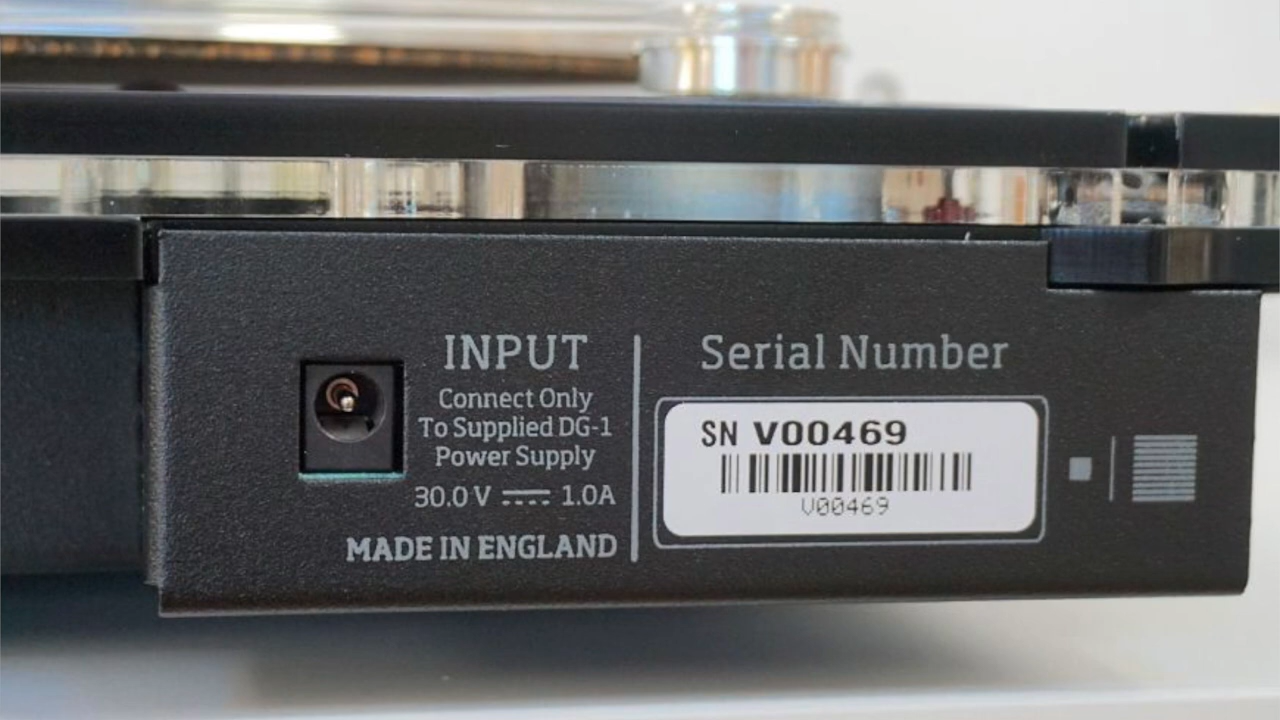 INPUT
Connect Only
To Supplied DG-1
Power Supply
30.0 V ⎓ 1.0A
MADE IN ENGLAND
Serial Number
SN V00469
V00469